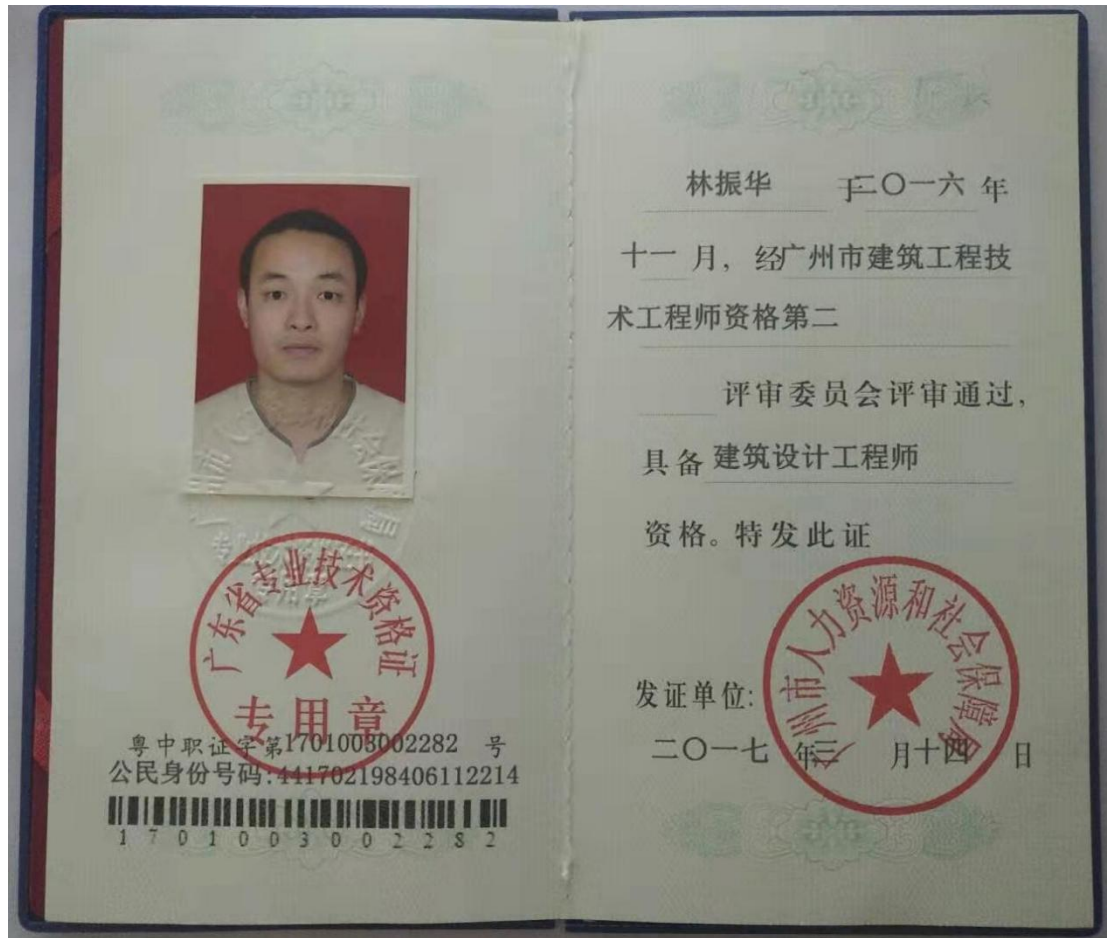 广东省专业技术资格证
专用章
粤中职证字第1701003002282 号
公民身份号码:441702198406112214
1701003002282
林振华 于二〇一六 年
十一 月，经广州市建筑工程技
术工程师资格第二
评审委员会评审通过，
具备 建筑设计工程师
资格。特发此证
广州市人力资源和社会保障局
发证单位:
二〇一七 年三 月十四 日